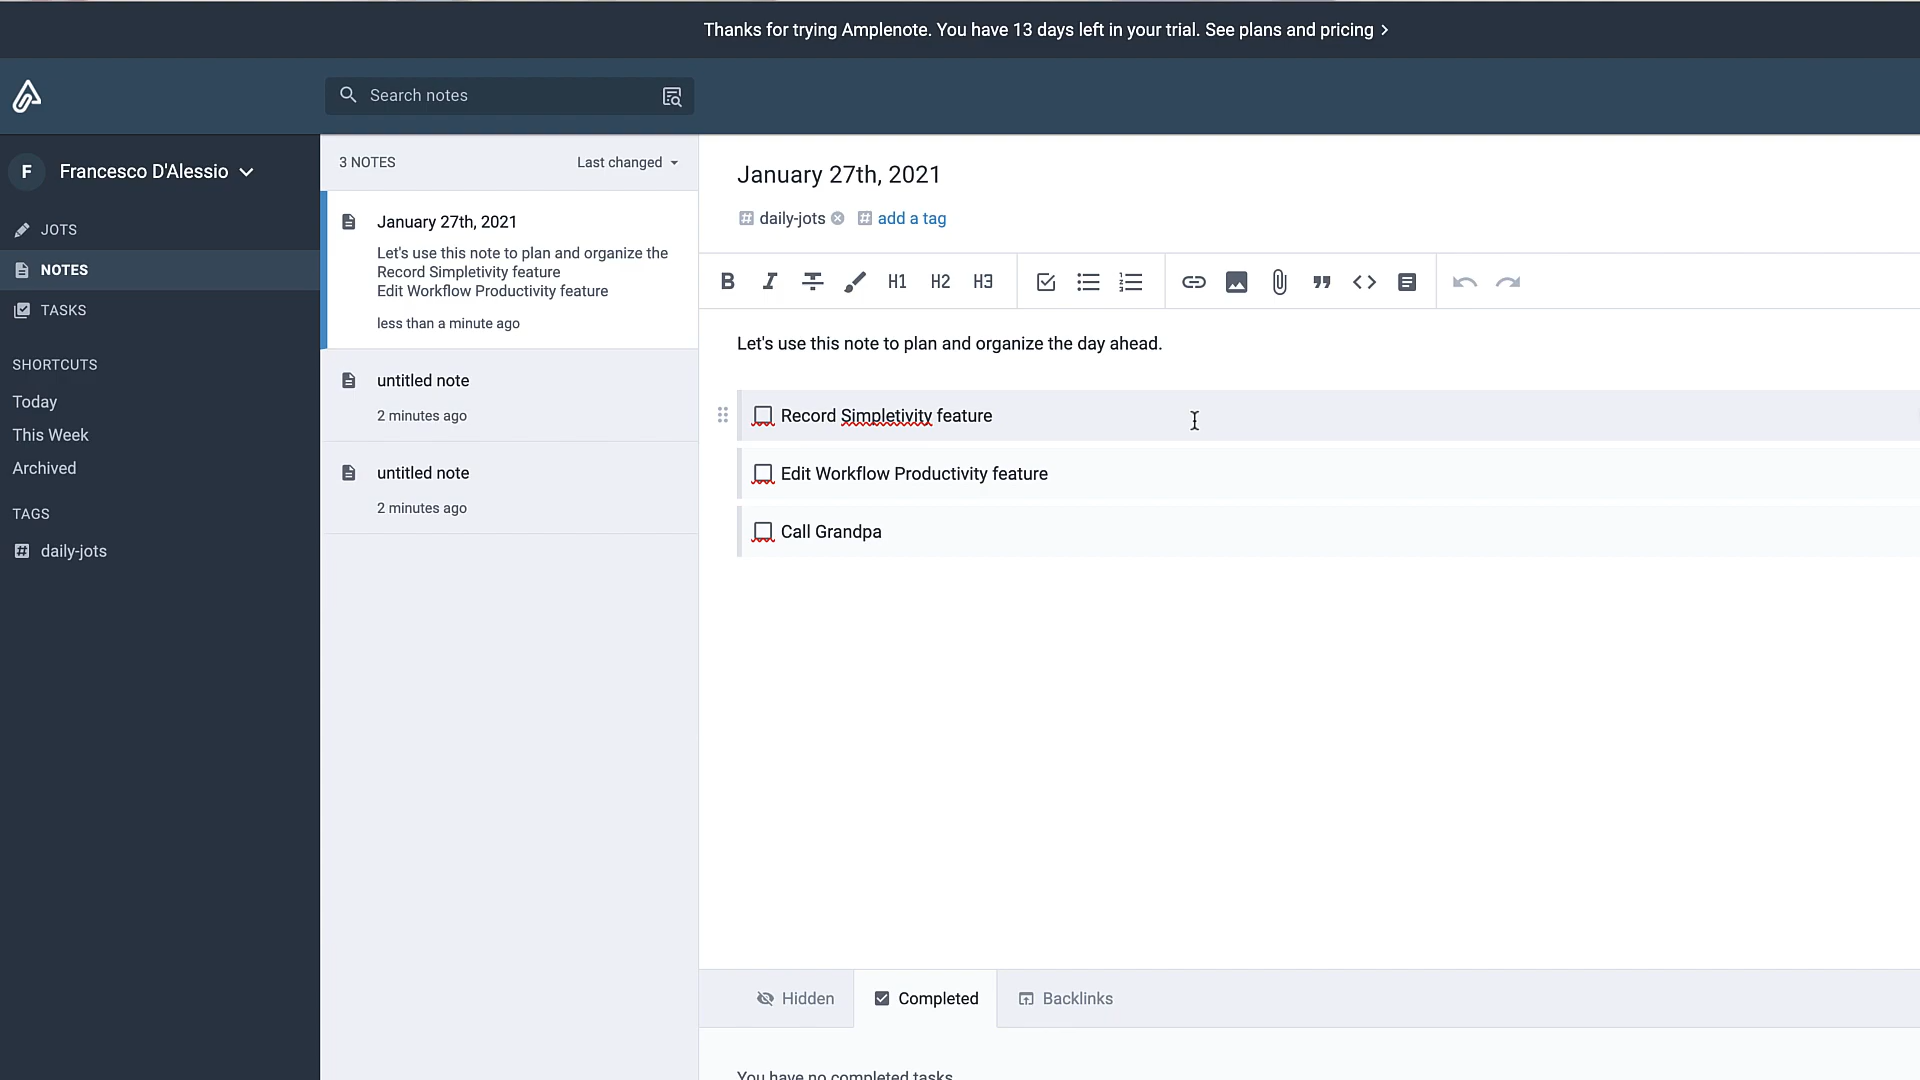 Thanks for trying Amplenote. You have 13 days left in your trial. See plans and pricing >
Search notes
F Francesco D'Alessio
JOTS
NOTES
TASKS
SHORTCUTS
Today
This Week
Archived
TAGS
# daily-jots
3 NOTES Last changed
January 27th, 2021
Let's use this note to plan and organize the
Record Simpletivity feature
Edit Workflow Productivity feature
less than a minute ago
untitled note
2 minutes ago
untitled note
2 minutes ago
January 27th, 2021
# daily-jots # add a tag
B I S H1 H2 H3
Let's use this note to plan and organize the day ahead.
Record Simpletivity feature
Edit Workflow Productivity feature
Call Grandpa
Hidden Completed Backlinks
You have no completed tasks